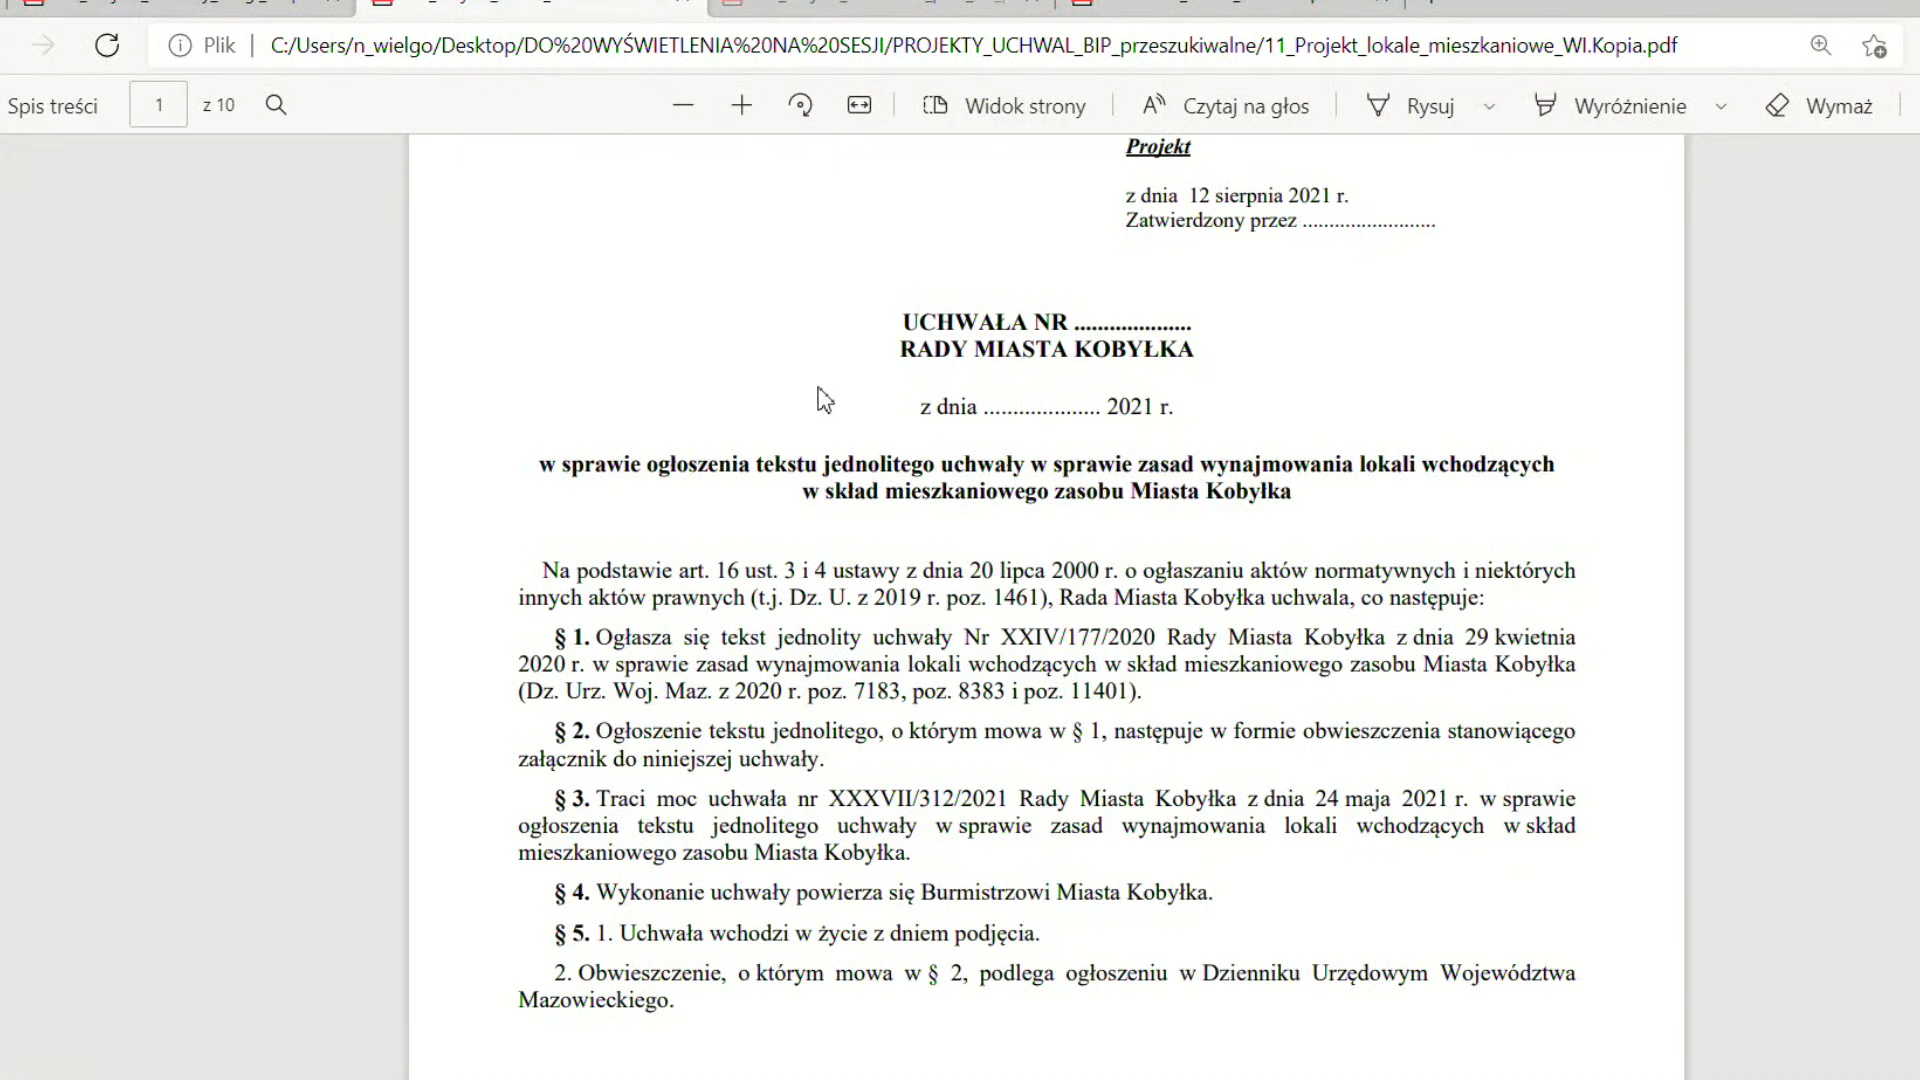 Plik
C:/Users/n_wielgo/Desktop/DO%20WYŚWIETLENIA%20NA%20SESJI/PROJEKTY_UCHWAL_BIP_przeszukiwalne/11_Projekt_lokale_mieszkaniowe_WI.Kopia.pdf
Spis treści 1 z 10 Widok strony Czytaj na głos Rysuj Wyróżnienie Wymaż
Projekt
z dnia 12 sierpnia 2021 r.
Zatwierdzony przez .........................
UCHWAŁA NR ....................
RADY MIASTA KOBYŁKA
z dnia .................... 2021 r.
w sprawie ogłoszenia tekstu jednolitego uchwały w sprawie zasad wynajmowania lokali wchodzących
w skład mieszkaniowego zasobu Miasta Kobyłka
Na podstawie art. 16 ust. 3 i 4 ustawy z dnia 20 lipca 2000 r. o ogłaszaniu aktów normatywnych i niektórych
innych aktów prawnych (t.j. Dz. U. z 2019 r. poz. 1461), Rada Miasta Kobyłka uchwala, co następuje:
§ 1. Ogłasza się tekst jednolity uchwały Nr XXIV/177/2020 Rady Miasta Kobyłka z dnia 29 kwietnia
2020 r. w sprawie zasad wynajmowania lokali wchodzących w skład mieszkaniowego zasobu Miasta Kobyłka
(Dz. Urz. Woj. Maz. z 2020 r. poz. 7183, poz. 8383 i poz. 11401).
§ 2. Ogłoszenie tekstu jednolitego, o którym mowa w § 1, następuje w formie obwieszczenia stanowiącego
załącznik do niniejszej uchwały.
§ 3. Traci moc uchwała nr XXXVII/312/2021 Rady Miasta Kobyłka z dnia 24 maja 2021 r. w sprawie
ogłoszenia tekstu jednolitego uchwały w sprawie zasad wynajmowania lokali wchodzących w skład
mieszkaniowego zasobu Miasta Kobyłka.
§ 4. Wykonanie uchwały powierza się Burmistrzowi Miasta Kobyłka.
§ 5. 1. Uchwała wchodzi w życie z dniem podjęcia.
2. Obwieszczenie, o którym mowa w § 2, podlega ogłoszeniu w Dzienniku Urzędowym Województwa
Mazowieckiego.